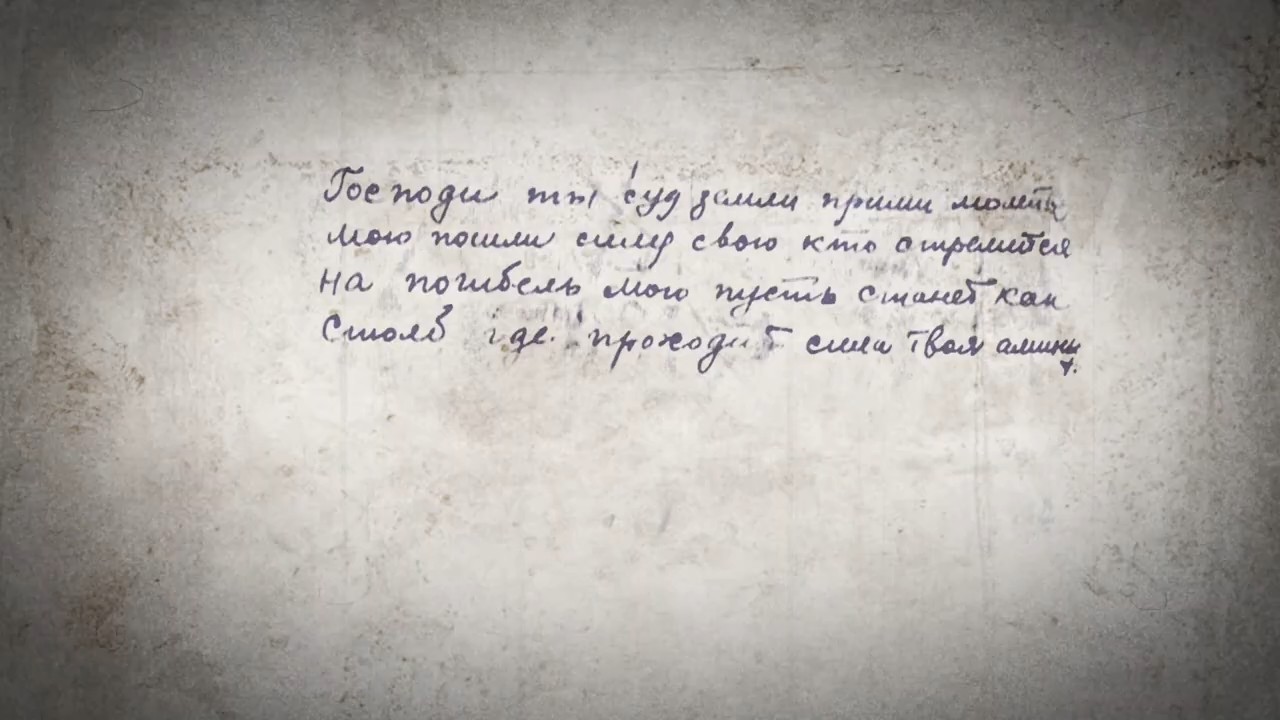 Господи ты суд земли прими мольбу
мою пошли силу свою кто стремится
на погибель мою пусть станет как
столб где проходит сила твоя аминь